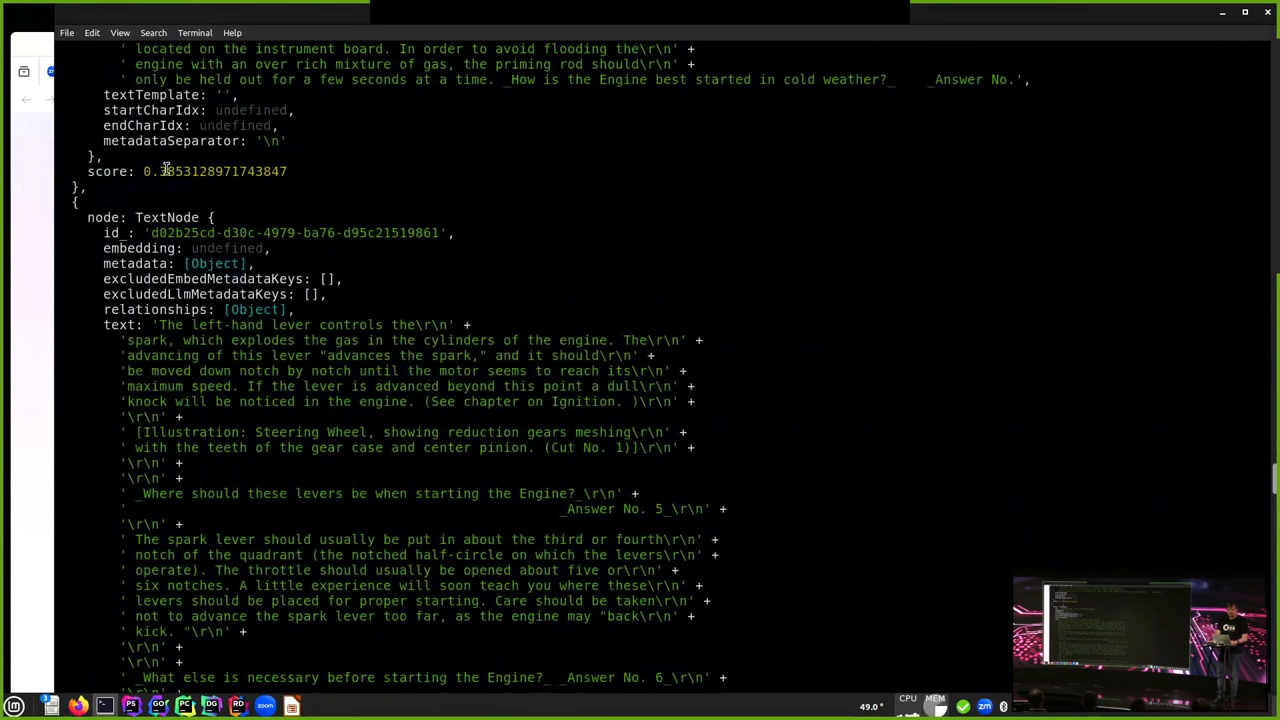 File Edit View Search Terminal Help
' located on the instrument board. In order to avoid flooding the\r\n' +
' engine with an over rich mixture of gas, the priming rod should\r\n' +
' only be held out for a few seconds at a time. _How is the Engine best started in cold weather?_    _Answer No.',
textTemplate: '',
startCharIdx: undefined,
endCharIdx: undefined,
metadataSeparator: '\n'
},
score: 0.3853128971743847
},
{
node: TextNode {
id_: 'd02b25cd-d30c-4979-ba76-d95c21519861',
embedding: undefined,
metadata: [Object],
excludedEmbedMetadataKeys: [],
excludedLlmMetadataKeys: [],
relationships: [Object],
text: 'The left-hand lever controls the\r\n' +
'spark, which explodes the gas in the cylinders of the engine. The\r\n' +
'advancing of this lever "advances the spark," and it should\r\n' +
'be moved down notch by notch until the motor seems to reach its\r\n' +
'maximum speed. If the lever is advanced beyond this point a dull\r\n' +
'knock will be noticed in the engine. (See chapter on Ignition. )\r\n' +
'\r\n' +
' [Illustration: Steering Wheel, showing reduction gears meshing\r\n' +
' with the teeth of the gear case and center pinion. (Cut No. 1)]\r\n' +
'\r\n' +
'\r\n' +
' _Where should these levers be when starting the Engine?_\r\n' +
' _Answer No. 5_\r\n' +
'\r\n' +
' The spark lever should usually be put in about the third or fourth\r\n' +
' notch of the quadrant (the notched half-circle on which the levers\r\n' +
' operate). The throttle should usually be opened about five or\r\n' +
' six notches. A little experience will soon teach you where these\r\n' +
' levers should be placed for proper starting. Care should be taken\r\n' +
' not to advance the spark lever too far, as the engine may "back\r\n' +
' kick. "\r\n' +
'\r\n' +
'\r\n' +
' _What else is necessary before starting the Engine?_   _Answer No. 6_\r\n' +
3 PS GO PC DG RD zoom 49.0° CPU MEM zm